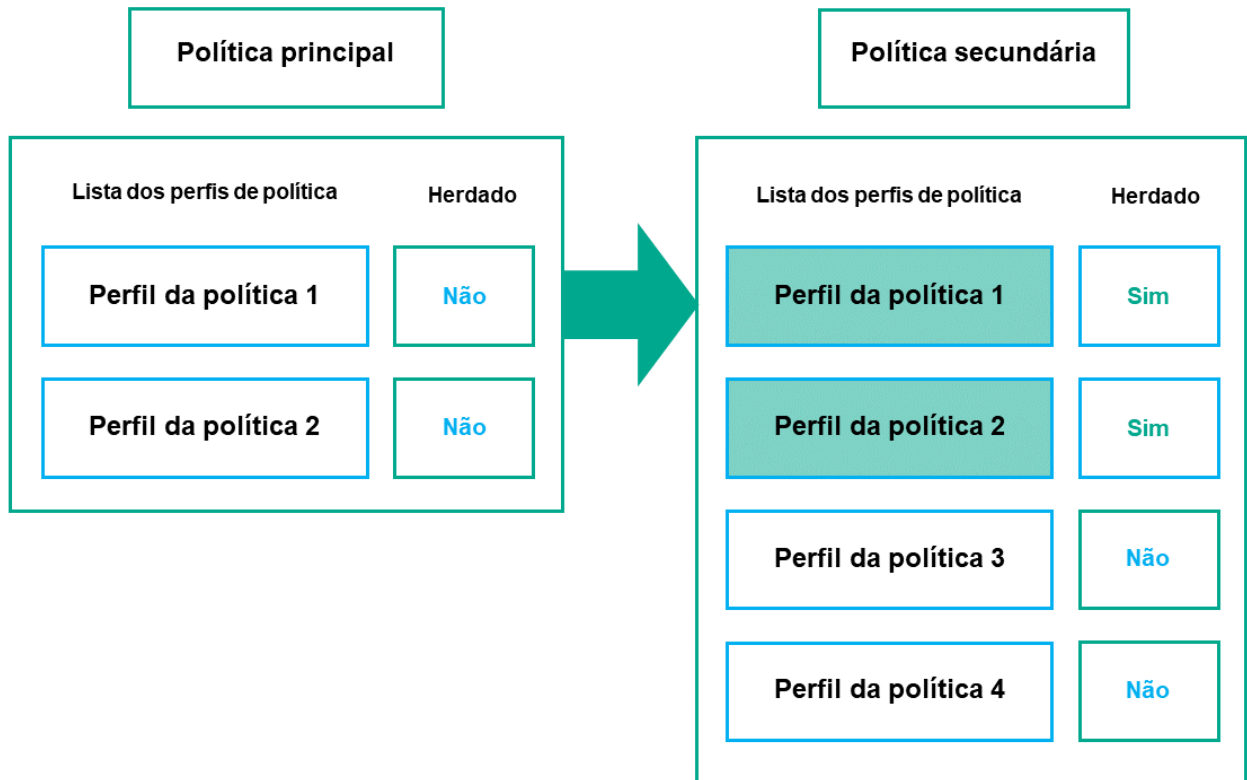 Política principal
Lista dos perfis de política Herdado
Perfil da política 1 Não
Perfil da política 2 Não
Política secundária
Lista dos perfis de política Herdado
Perfil da política 1 Sim
Perfil da política 2 Sim
Perfil da política 3 Não
Perfil da política 4 Não